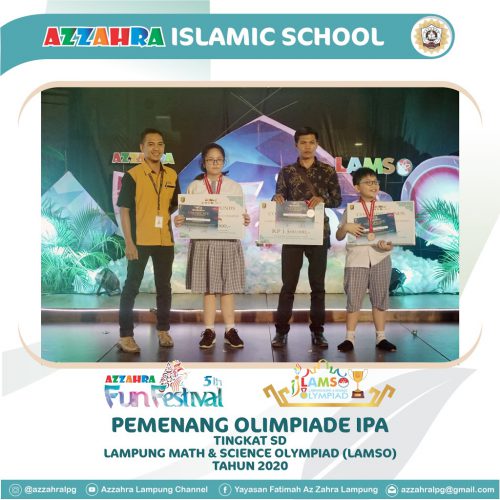 AZZAHRA ISLAMIC SCHOOL
AZZAHRA
LAMSO
AZZAHRA
Fun Festival
5th
LAMSO
OLYMPIAD
PEMENANG OLIMPIADE IPA
TINGKAT SD
LAMPUNG MATH & SCIENCE OLYMPIAD (LAMSO)
TAHUN 2020
@azzahralpg
Azzahra Lampung Channel
Yayasan Fatimah Az Zahra Lampung
azzahralpg@gmail.com